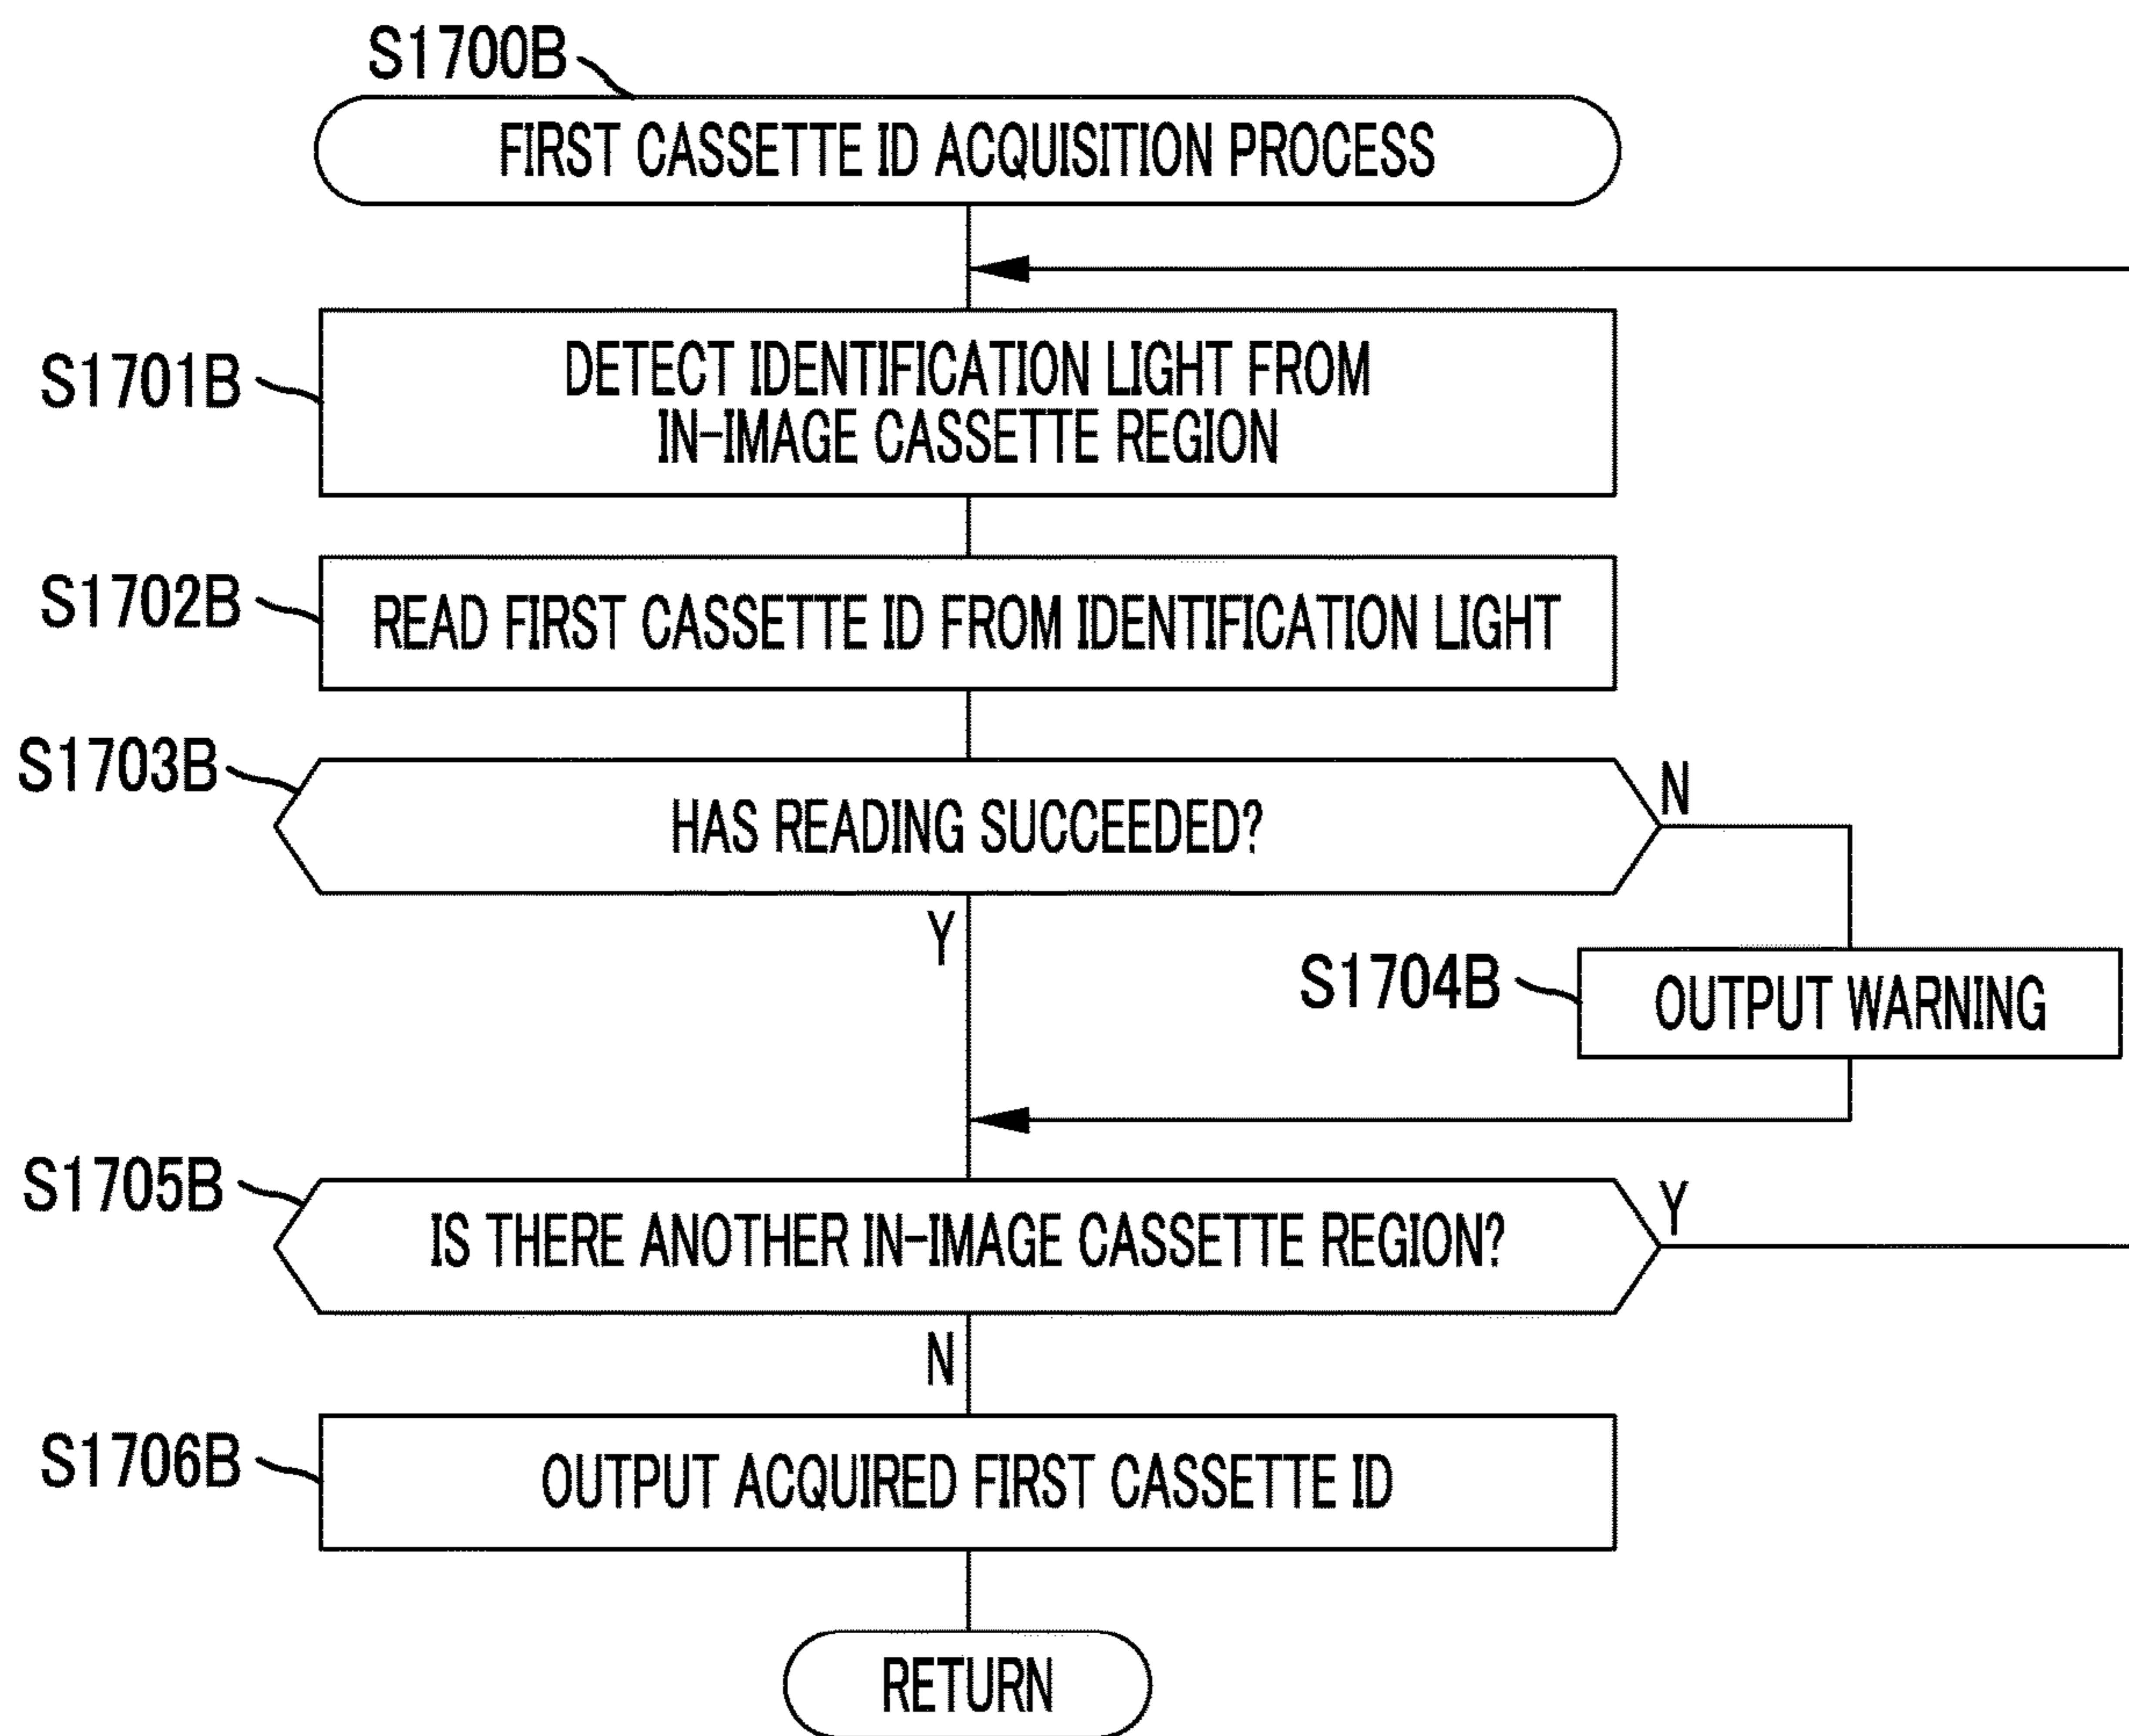 S1700B
FIRST CASSETTE ID ACQUISITION PROCESS
S1701B
DETECT IDENTIFICATION LIGHT FROM
IN-IMAGE CASSETTE REGION
S1702B
READ FIRST CASSETTE ID FROM IDENTIFICATION LIGHT
S1703B
HAS READING SUCCEEDED?
N
Y
S1704B
OUTPUT WARNING
S1705B
IS THERE ANOTHER IN-IMAGE CASSETTE REGION?
Y
N
S1706B
OUTPUT ACQUIRED FIRST CASSETTE ID
RETURN